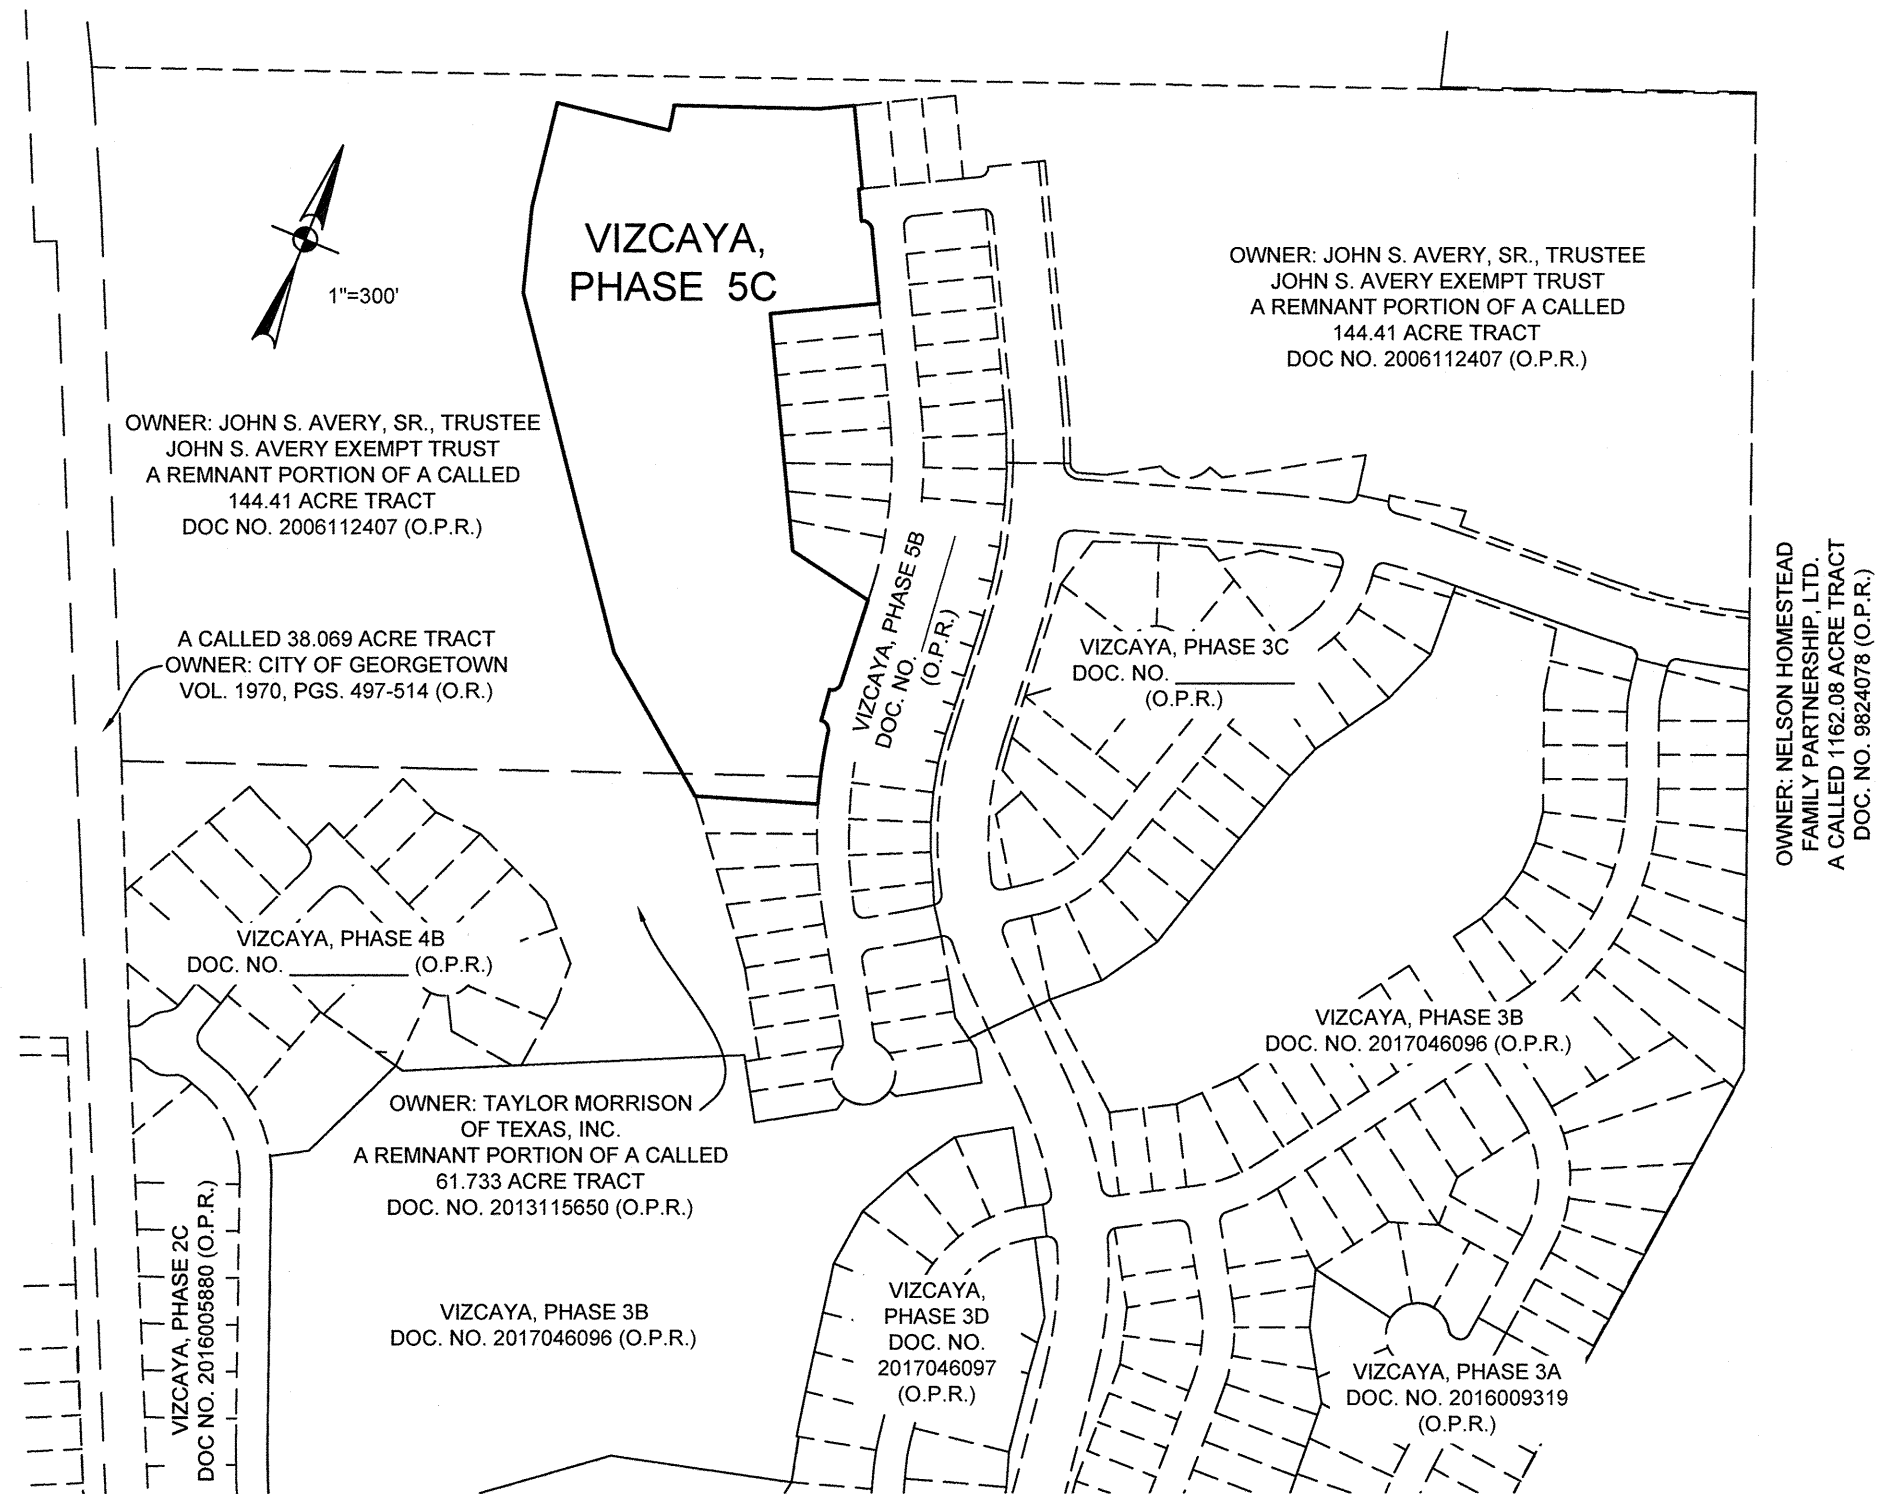 VIZCAYA,
PHASE 5C
1"=300'
OWNER: JOHN S. AVERY, SR., TRUSTEE
JOHN S. AVERY EXEMPT TRUST
A REMNANT PORTION OF A CALLED
144.41 ACRE TRACT
DOC NO. 2006112407 (O.P.R.)
OWNER: JOHN S. AVERY, SR., TRUSTEE
JOHN S. AVERY EXEMPT TRUST
A REMNANT PORTION OF A CALLED
144.41 ACRE TRACT
DOC NO. 2006112407 (O.P.R.)
A CALLED 38.069 ACRE TRACT
OWNER: CITY OF GEORGETOWN
VOL. 1970, PGS. 497-514 (O.R.)
VIZCAYA, PHASE 5B
DOC. NO. ____________
(O.P.R.)
VIZCAYA, PHASE 3C
DOC. NO. ____________
(O.P.R.)
OWNER: NELSON HOMESTEAD
FAMILY PARTNERSHIP, LTD.
A CALLED 1162.08 ACRE TRACT
DOC. NO. 9824078 (O.P.R.)
VIZCAYA, PHASE 4B
DOC. NO. ____________ (O.P.R.)
VIZCAYA, PHASE 3B
DOC. NO. 2017046096 (O.P.R.)
OWNER: TAYLOR MORRISON
OF TEXAS, INC.
A REMNANT PORTION OF A CALLED
61.733 ACRE TRACT
DOC. NO. 2013115650 (O.P.R.)
VIZCAYA, PHASE 2C
DOC NO. 2016005880 (O.P.R.)
VIZCAYA, PHASE 3B
DOC. NO. 2017046096 (O.P.R.)
VIZCAYA,
PHASE 3D
DOC. NO.
2017046097
(O.P.R.)
VIZCAYA, PHASE 3A
DOC. NO. 2016009319
(O.P.R.)